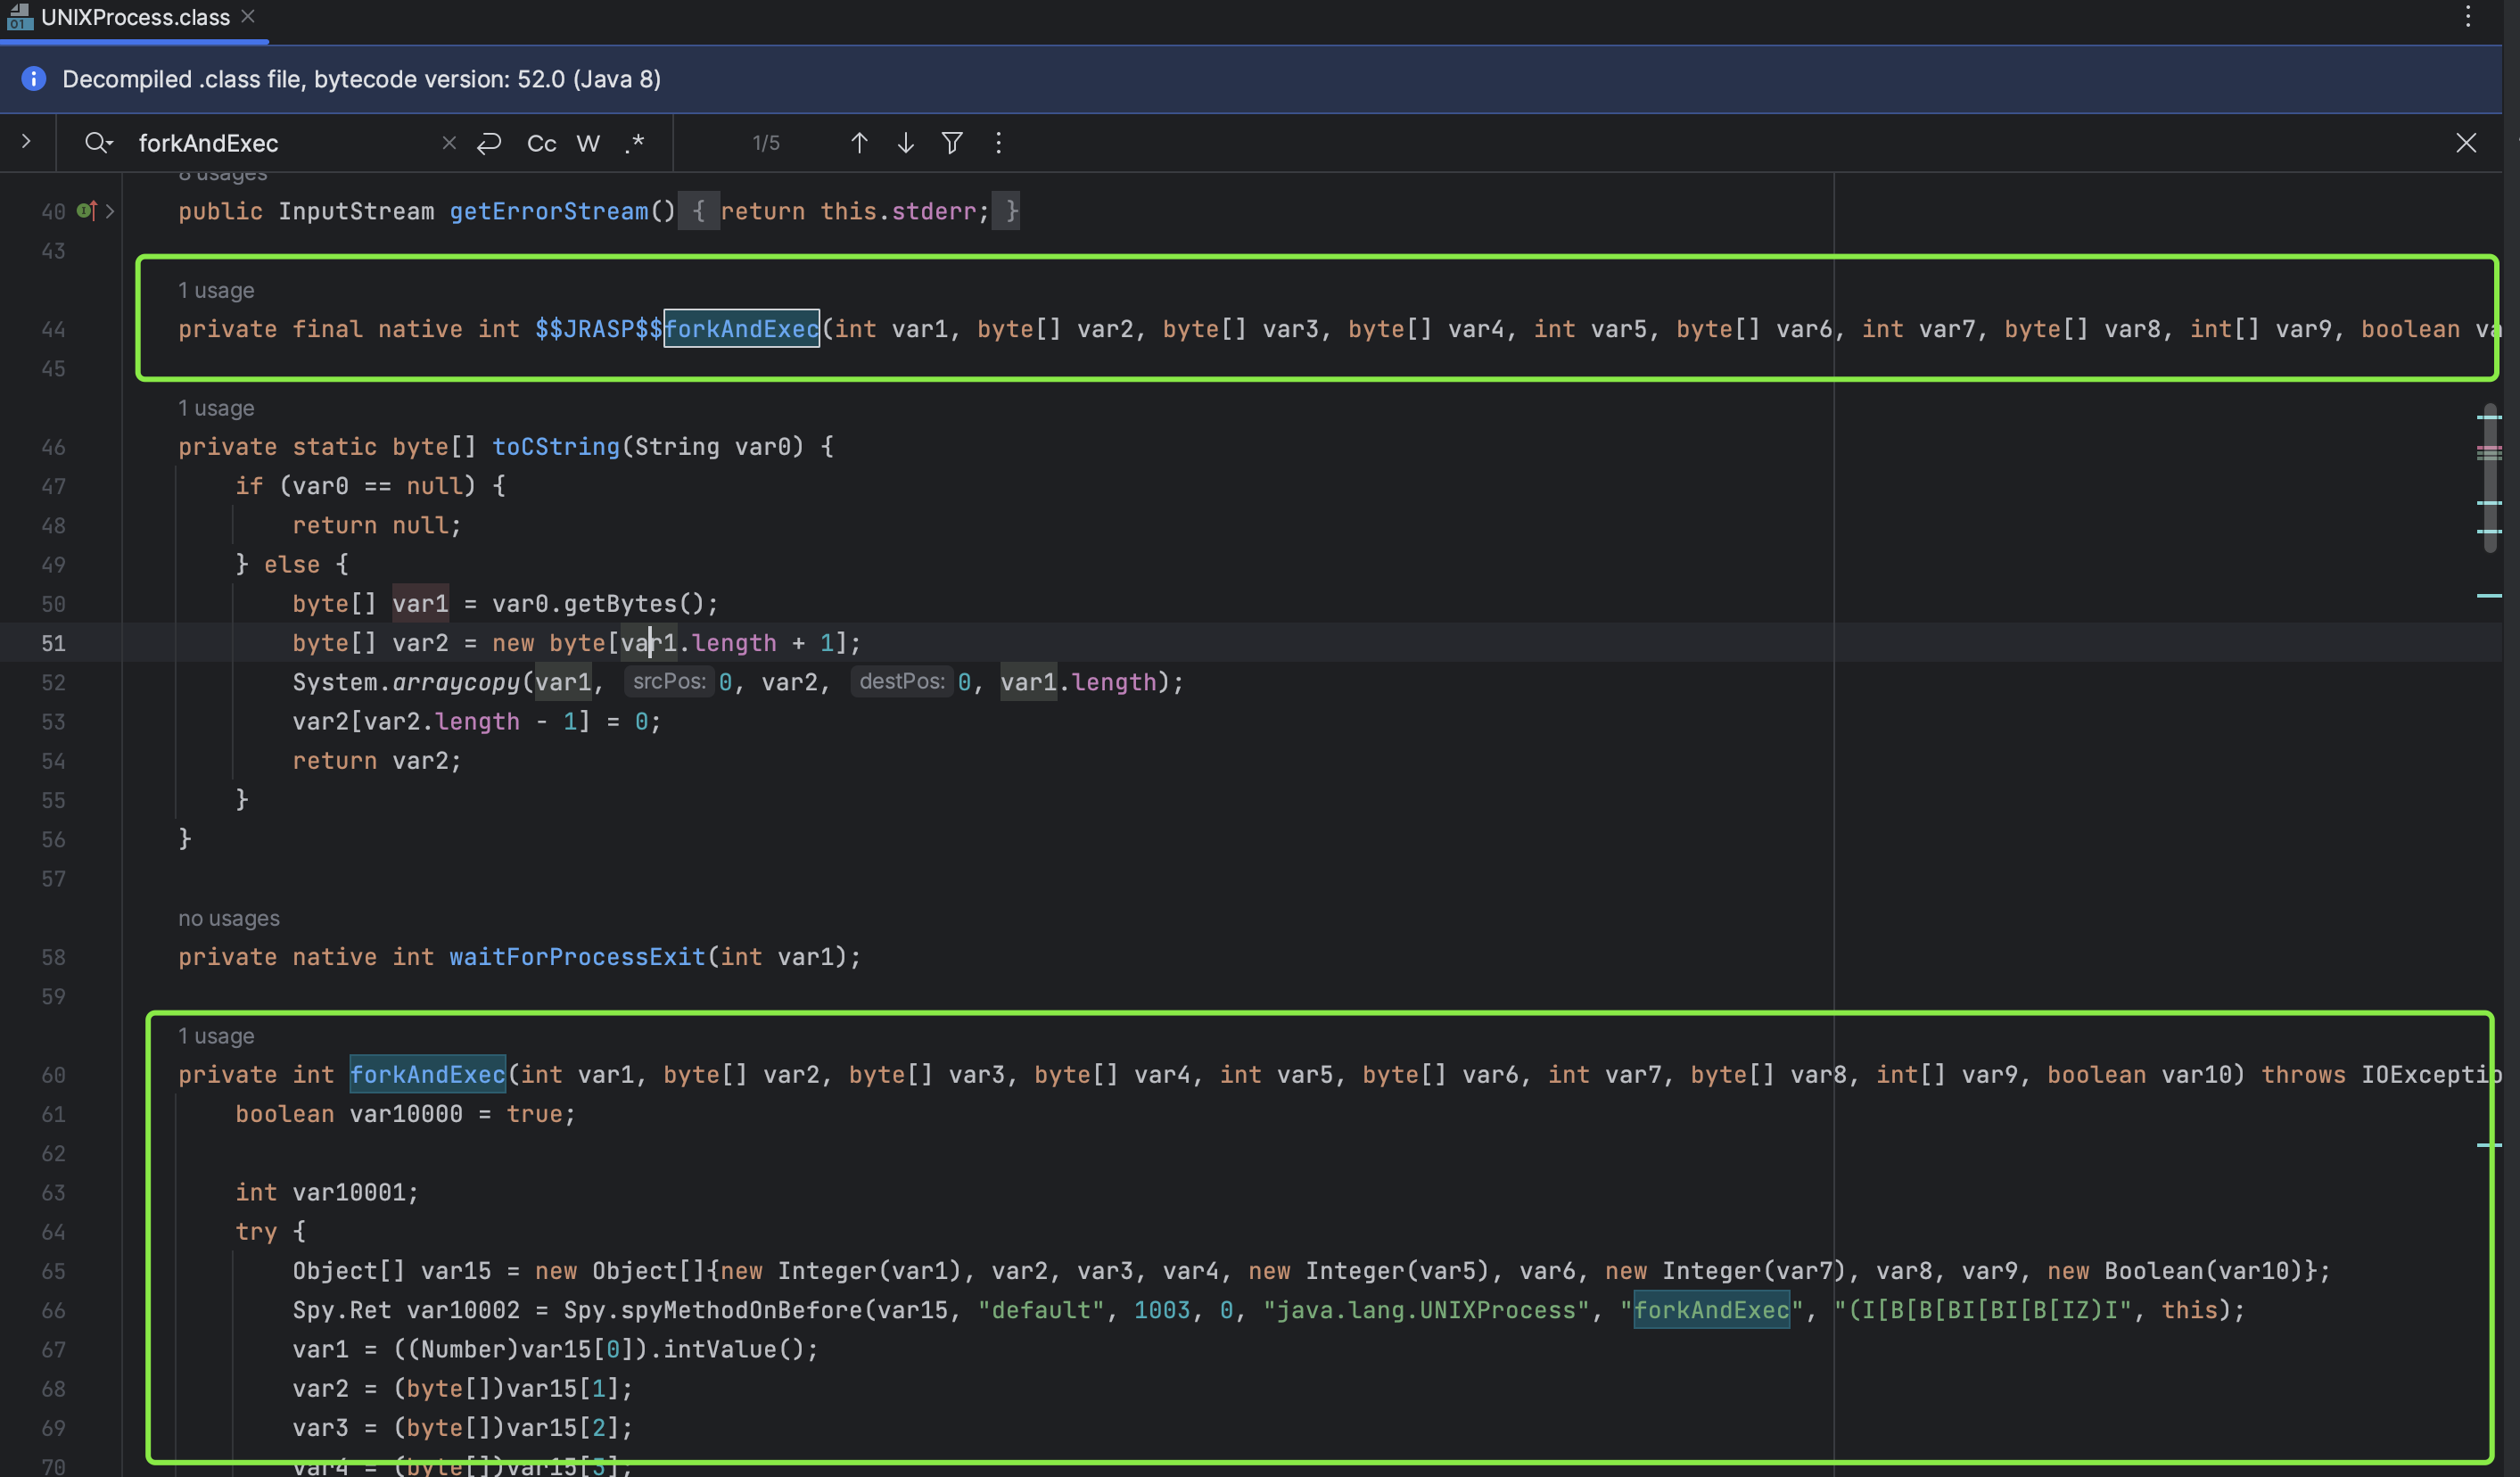 UNIXProcess.class
Decompiled .class file, bytecode version: 52.0 (Java 8)
forkAndExec Cc W .* 1/5
8 usages
40 public InputStream getErrorStream() { return this.stderr; }
43
1 usage
44 private final native int $$JRASP$$forkAndExec(int var1, byte[] var2, byte[] var3, byte[] var4, int var5, byte[] var6, int var7, byte[] var8, int[] var9, boolean va
45
1 usage
46 private static byte[] toCString(String var0) {
47 if (var0 == null) {
48 return null;
49 } else {
50 byte[] var1 = var0.getBytes();
51 byte[] var2 = new byte[var1.length + 1];
52 System.arraycopy(var1, srcPos: 0, var2, destPos: 0, var1.length);
53 var2[var2.length - 1] = 0;
54 return var2;
55 }
56 }
57
no usages
58 private native int waitForProcessExit(int var1);
59
1 usage
60 private int forkAndExec(int var1, byte[] var2, byte[] var3, byte[] var4, int var5, byte[] var6, int var7, byte[] var8, int[] var9, boolean var10) throws IOExceptio
61 boolean var10000 = true;
62
63 int var10001;
64 try {
65 Object[] var15 = new Object[]{new Integer(var1), var2, var3, var4, new Integer(var5), var6, new Integer(var7), var8, var9, new Boolean(var10)};
66 Spy.Ret var10002 = Spy.spyMethodOnBefore(var15, "default", 1003, 0, "java.lang.UNIXProcess", "forkAndExec", "(I[B[B[BI[BI[B[IZ)I", this);
67 var1 = ((Number)var15[0]).intValue();
68 var2 = (byte[])var15[1];
69 var3 = (byte[])var15[2];
70 var4 = (byte[])var15[3];